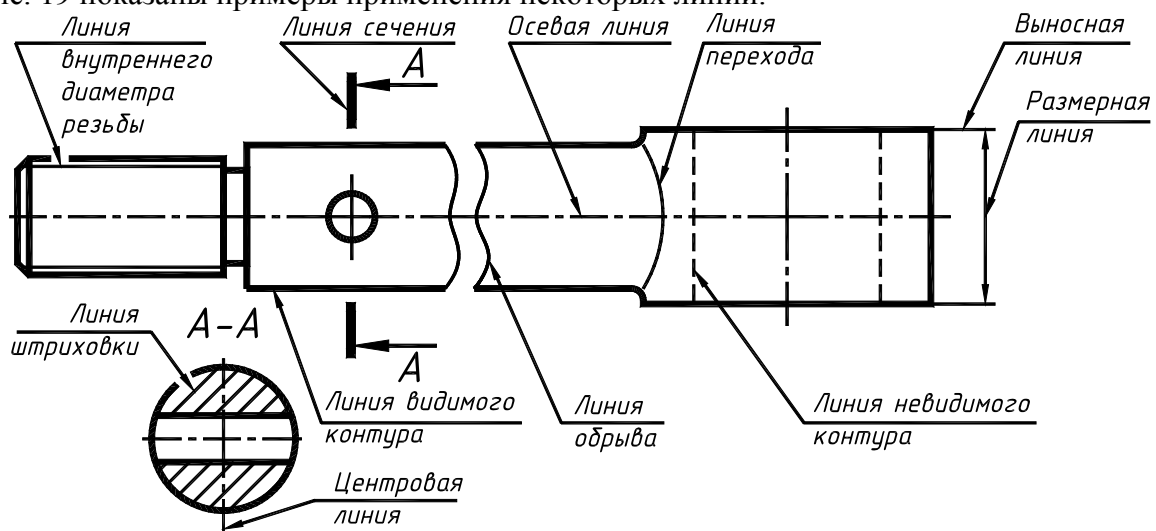 с. 19 показаны примеры применения некоторых линий.
Линия
внутреннего
диаметра
резьбы
Линия сечения
А
Осевая линия
Линия
перехода
Выносная
линия
Размерная
линия
Линия
штриховки
А-А
А
Линия видимого
контура
Линия
обрыва
Линия невидимого
контура
Центровая
линия